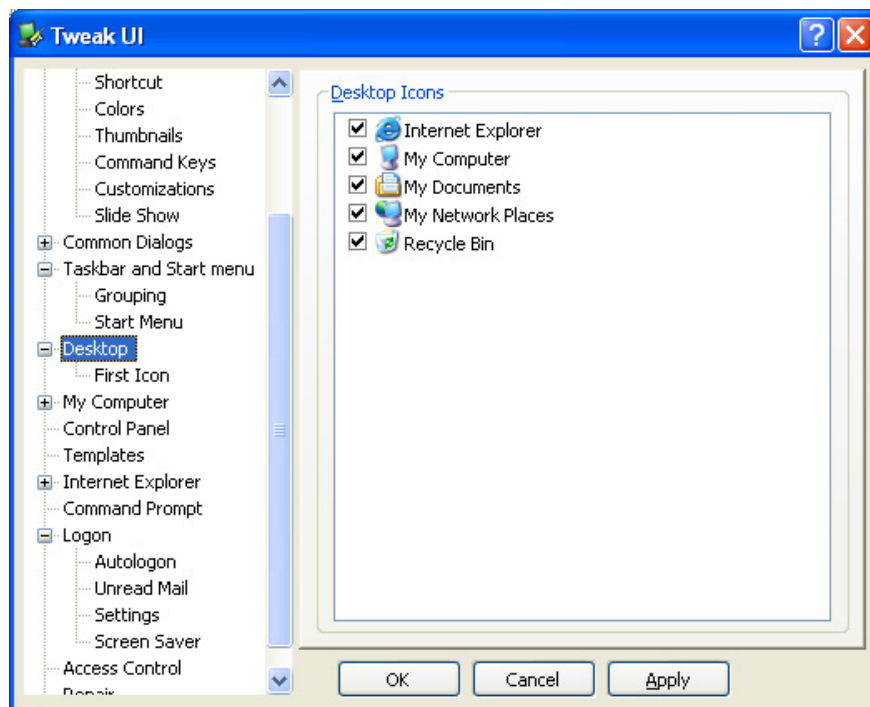 Tweak UI
Shortcut
Colors
Thumbnails
Command Keys
Customizations
Slide Show
Common Dialogs
Taskbar and Start menu
Grouping
Start Menu
Desktop
First Icon
My Computer
Control Panel
Templates
Internet Explorer
Command Prompt
Logon
Autologon
Unread Mail
Settings
Screen Saver
Access Control
Repair
Desktop Icons
Internet Explorer
My Computer
My Documents
My Network Places
Recycle Bin
OK
Cancel
Apply